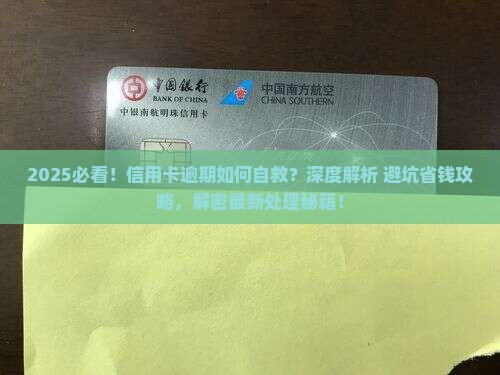 中国银行
BANK OF CHINA
中国南方航空
CHINA SOUTHERN
中银南航明珠信用卡
2025必看！信用卡逾期如何自救？深度解析 避坑省钱攻
略，解密最新处理秘籍！